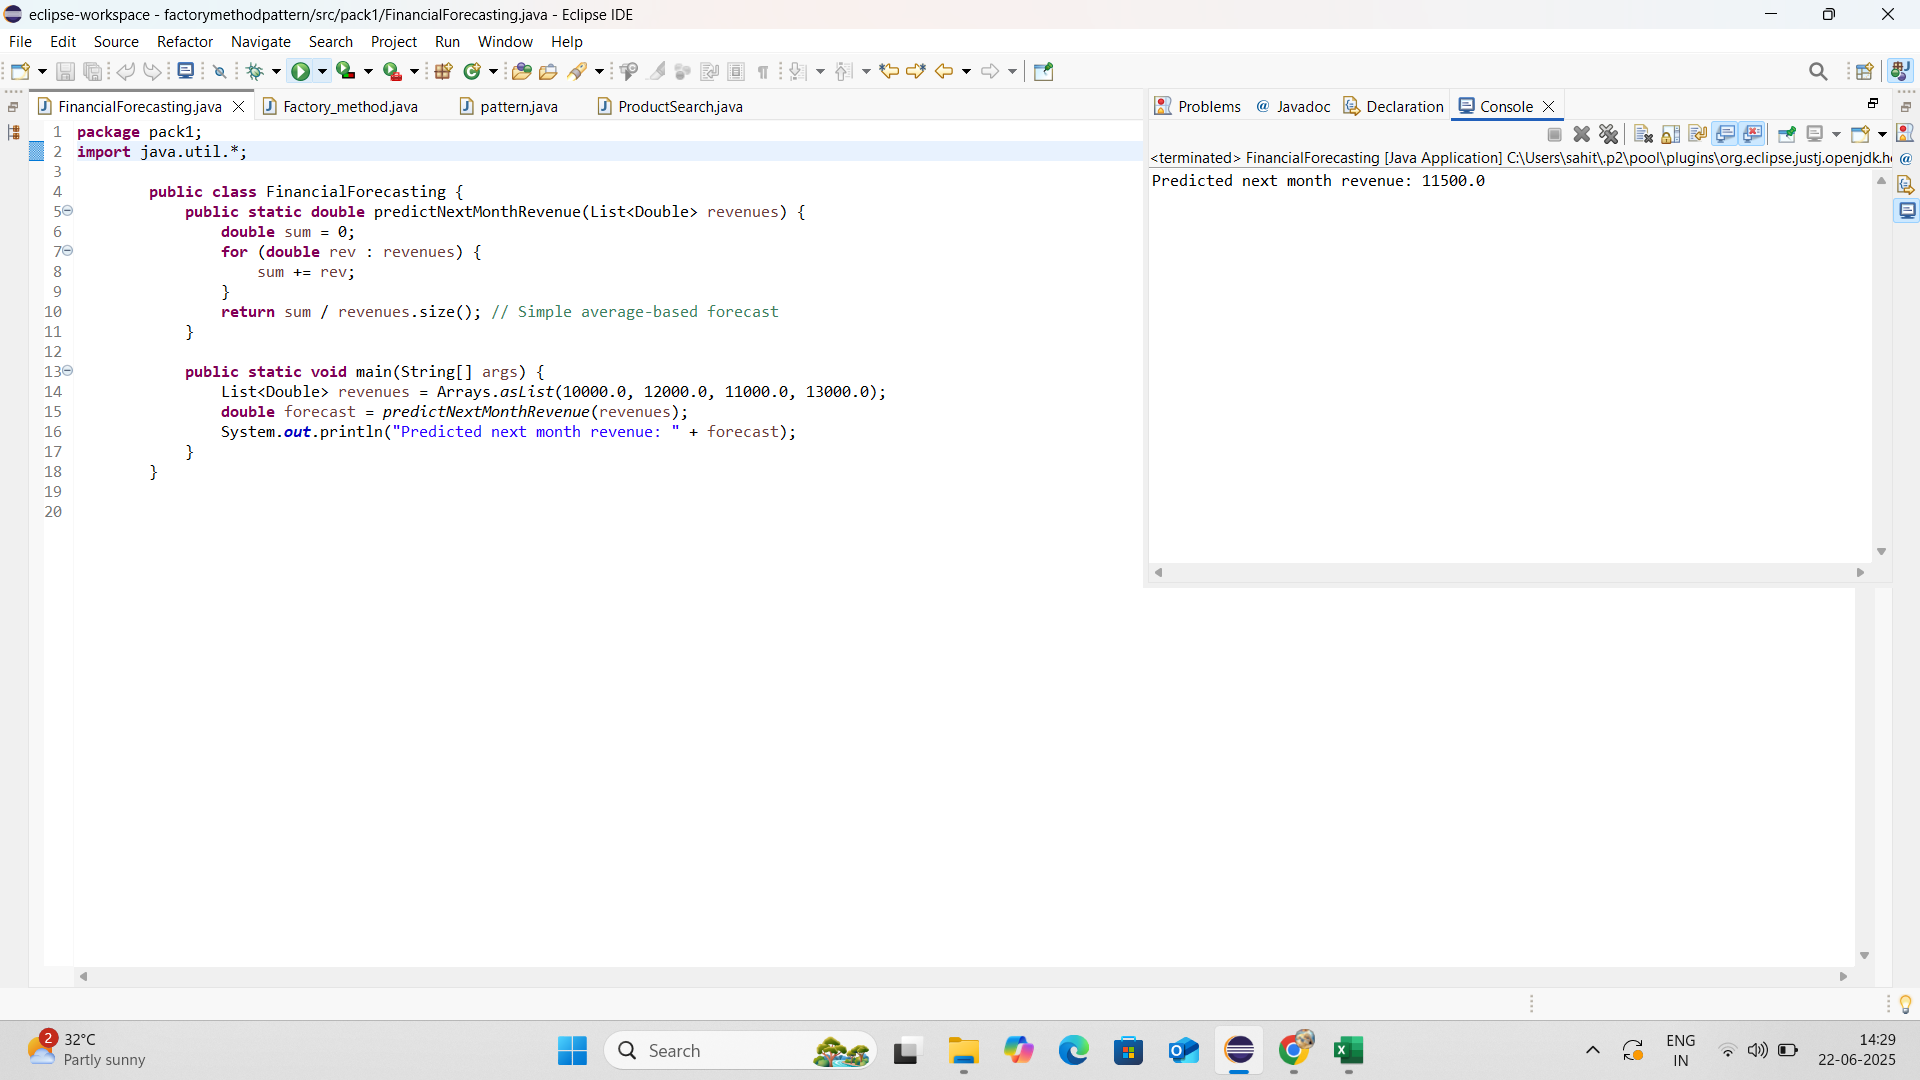 eclipse-workspace - factorymethodpattern/src/pack1/FinancialForecasting.java - Eclipse IDE
File Edit Source Refactor Navigate Search Project Run Window Help
FinancialForecasting.java Factory_method.java pattern.java ProductSearch.java
1 package pack1;
2 import java.util.*;
3
4 public class FinancialForecasting {
5 public static double predictNextMonthRevenue(List<Double> revenues) {
6 double sum = 0;
7 for (double rev : revenues) {
8 sum += rev;
9 }
10 return sum / revenues.size(); // Simple average-based forecast
11 }
12
13 public static void main(String[] args) {
14 List<Double> revenues = Arrays.asList(10000.0, 12000.0, 11000.0, 13000.0);
15 double forecast = predictNextMonthRevenue(revenues);
16 System.out.println("Predicted next month revenue: " + forecast);
17 }
18 }
19
20
Problems Javadoc Declaration Console
<terminated> FinancialForecasting [Java Application] C:\Users\sahit\.p2\pool\plugins\org.eclipse.justj.openjdk.h
Predicted next month revenue: 11500.0
2
32°C
Partly sunny
Search
ENG
IN
14:29
22-06-2025